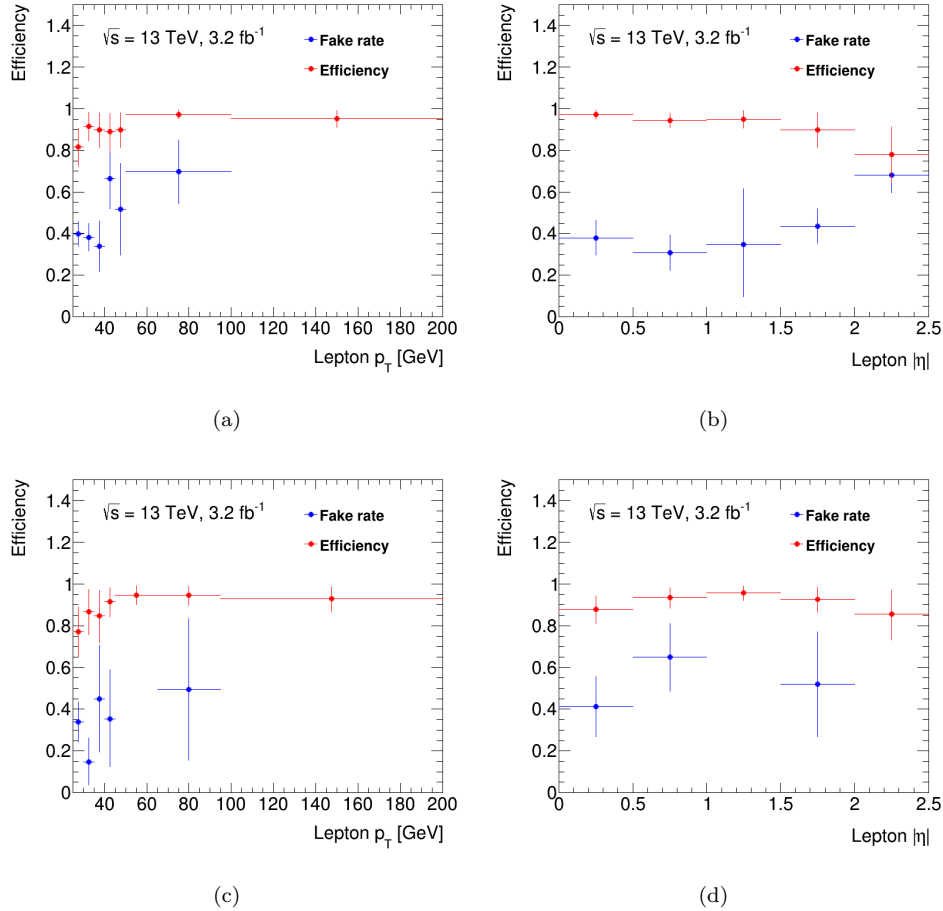 Efficiency
1.4
1.2
1
0.8
0.6
0.4
0.2
0
√s = 13 TeV, 3.2 fb⁻¹
Fake rate
Efficiency
40 60 80 100 120 140 160 180 200
Lepton p_T [GeV]
(a)
Efficiency
1.4
1.2
1
0.8
0.6
0.4
0.2
0
√s = 13 TeV, 3.2 fb⁻¹
Fake rate
Efficiency
0 0.5 1 1.5 2 2.5
Lepton |η|
(b)
Efficiency
1.4
1.2
1
0.8
0.6
0.4
0.2
0
√s = 13 TeV, 3.2 fb⁻¹
Fake rate
Efficiency
40 60 80 100 120 140 160 180 200
Lepton p_T [GeV]
(c)
Efficiency
1.4
1.2
1
0.8
0.6
0.4
0.2
0
√s = 13 TeV, 3.2 fb⁻¹
Fake rate
Efficiency
0 0.5 1 1.5 2 2.5
Lepton |η|
(d)